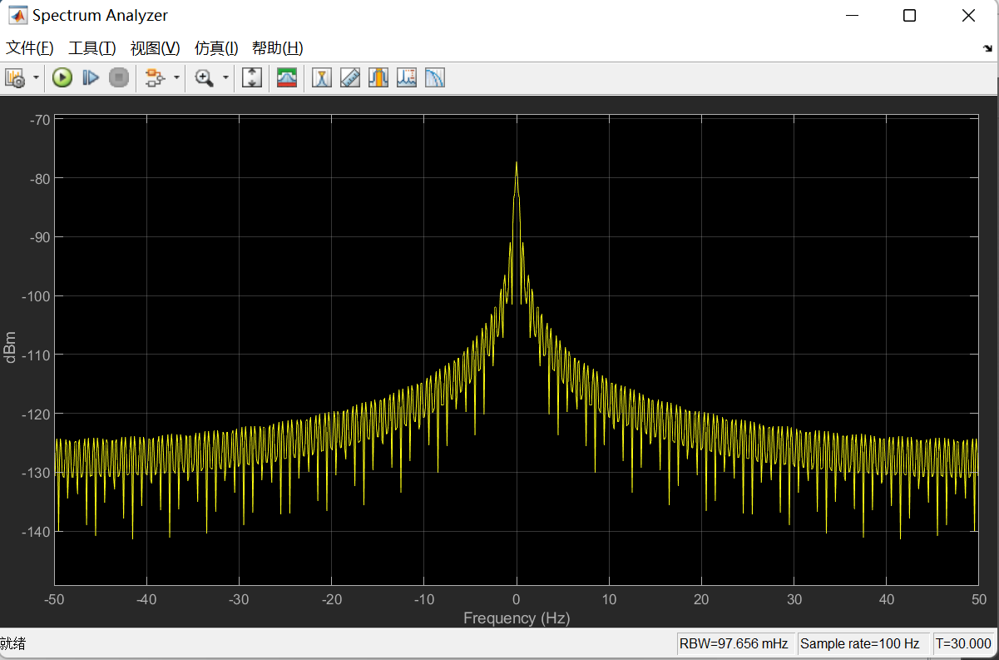 Spectrum Analyzer
文件(F) 工具(T) 视图(V) 仿真(I) 帮助(H)
-70
-80
-90
-100
-110
-120
-130
-140
dBm
-50 -40 -30 -20 -10 0 10 20 30 40 50
Frequency (Hz)
就绪 RBW=97.656 mHz Sample rate=100 Hz T=30.000